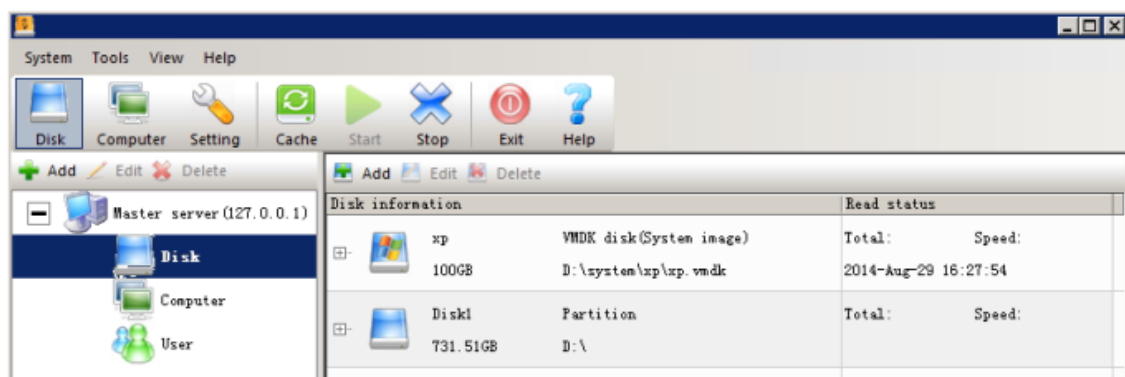 System Tools View Help
Disk Computer Setting Cache Start Stop Exit Help
Add Edit Delete
Add Edit Delete
Master server(127.0.0.1)
Disk
Computer
User
Disk information Read status
xp VMDK disk(System image) Total: Speed:
100GB D:\system\xp\xp.vmdk 2014-Aug-29 16:27:54
Disk1 Partition Total: Speed:
731.51GB D:\